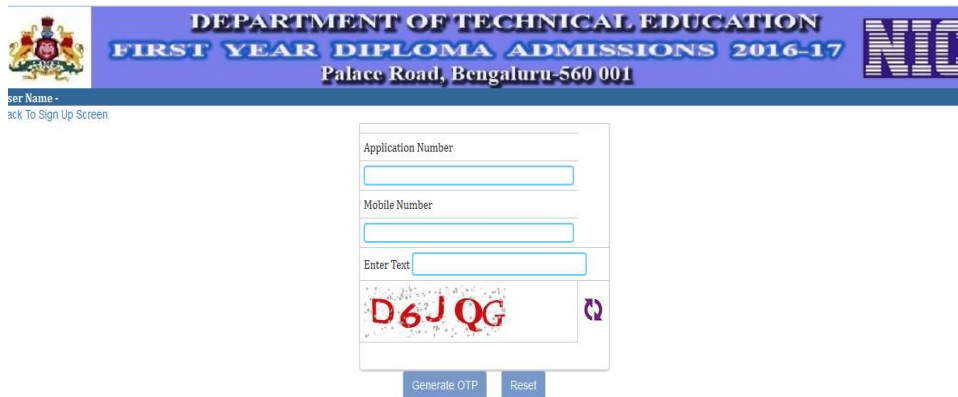 DEPARTMENT OF TECHNICAL EDUCATION
FIRST YEAR DIPLOMA ADMISSIONS 2016-17
Palace Road, Bengaluru-560 001
NIC
ser Name -
ack To Sign Up Screen
Application Number
Mobile Number
Enter Text
D6JQG
Generate OTP Reset